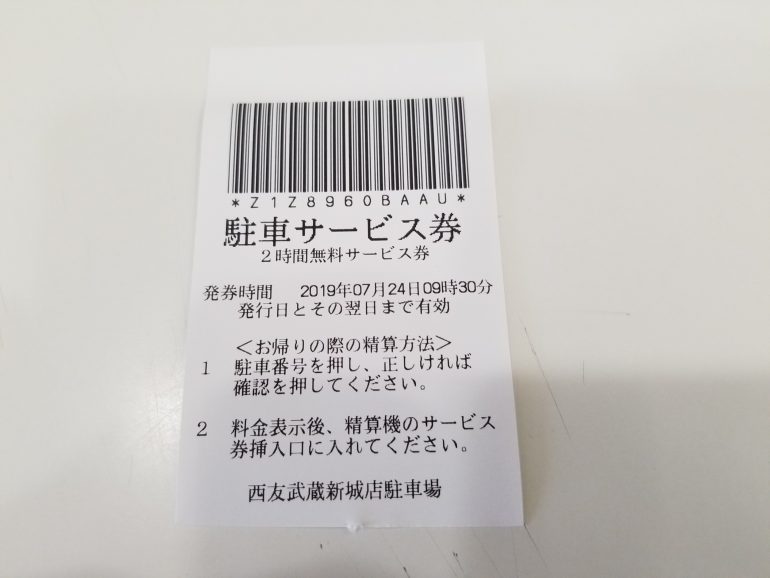 *Z1Z8960BAAU*
駐車サービス券
２時間無料サービス券
発券時間 2019年07月24日09時30分
発行日とその翌日まで有効
＜お帰りの際の精算方法＞
1 駐車番号を押し、正しければ
確認を押してください。
2 料金表示後、精算機のサービス
券挿入口に入れてください。
西友武蔵新城店駐車場